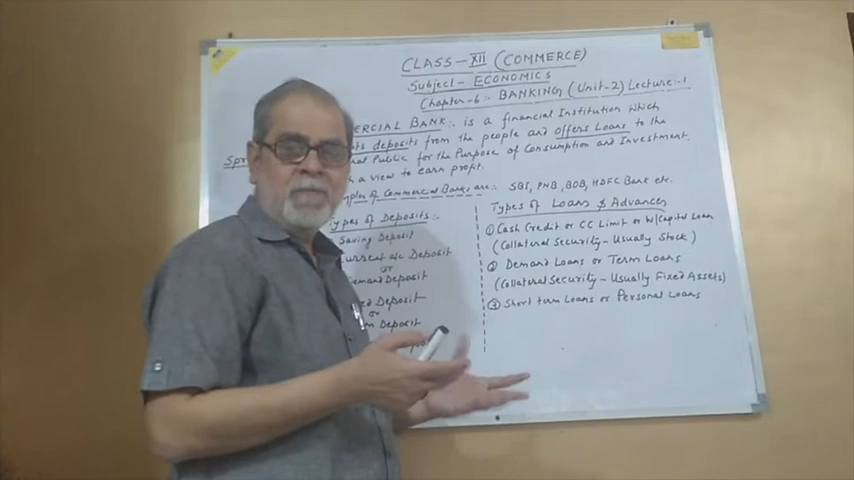 CLASS - XII (COMMERCE)
Subject - ECONOMICS
Chapter-6 :- BANKING (Unit-2) Lecture:-1
ERCIAL BANK :- is a financial Institution which
ts deposits from the people and offers Loans to the
Public for the Purpose of Consumption and Investment.
a view to earn profit.
of Commercial Banks are :- SBI, PNB, BOB, HDFC Bank etc.
Types of Deposits :-
Saving Deposit
urrent a/c Deposit
or
Demand Deposit
ed Deposit
or
m Deposit
Types of Loans & Advances
① Cash Credit or CC Limit or W/Capital Loan
(Collateral Security - Usually Stock)
② Demand Loans or Term Loans
(Collateral Security - Usually Fixed Assets)
③ Short term Loans or Personal Loans